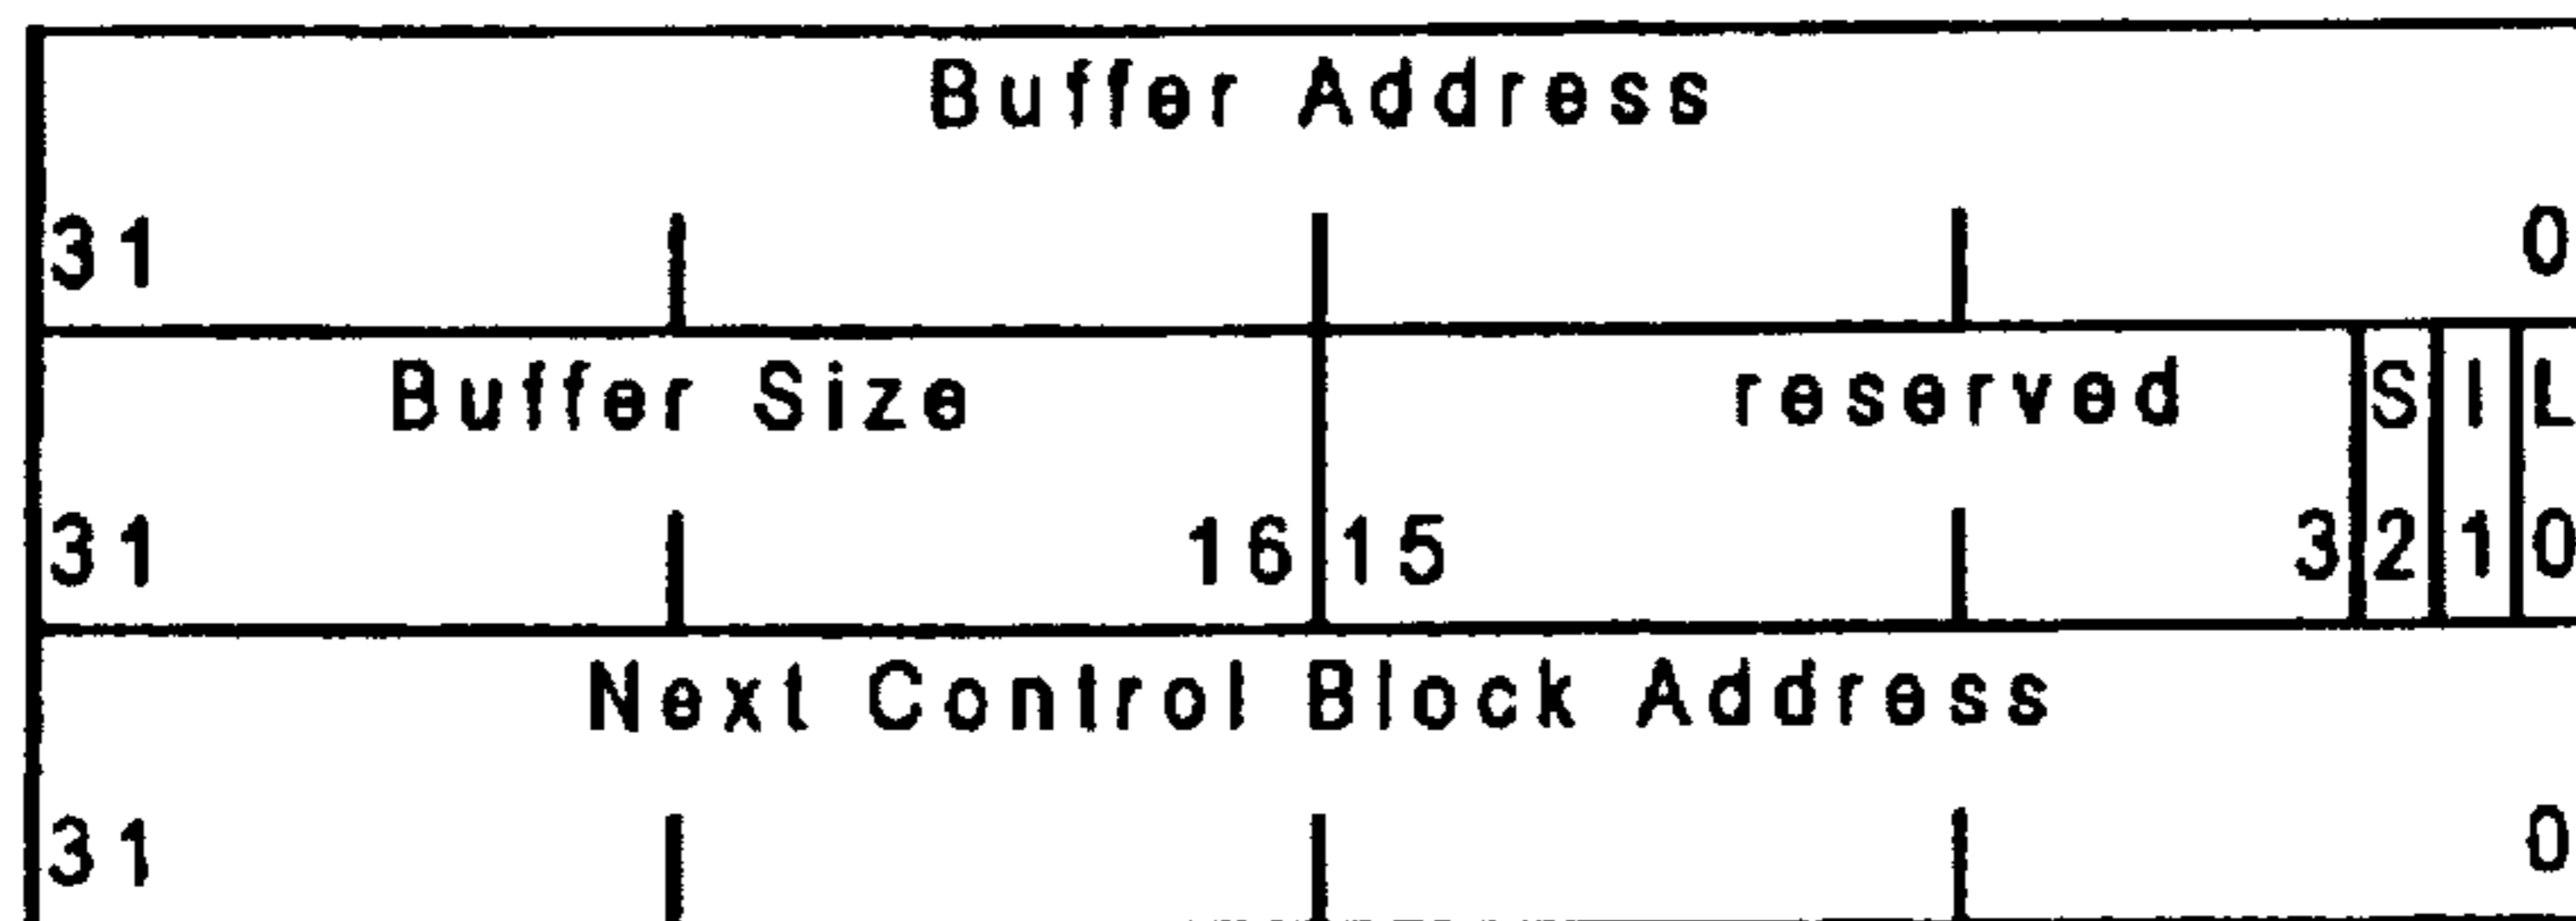 Buffer Address
31 0
Buffer Size reserved S I L
31 16 15 3 2 1 0
Next Control Block Address
31 0